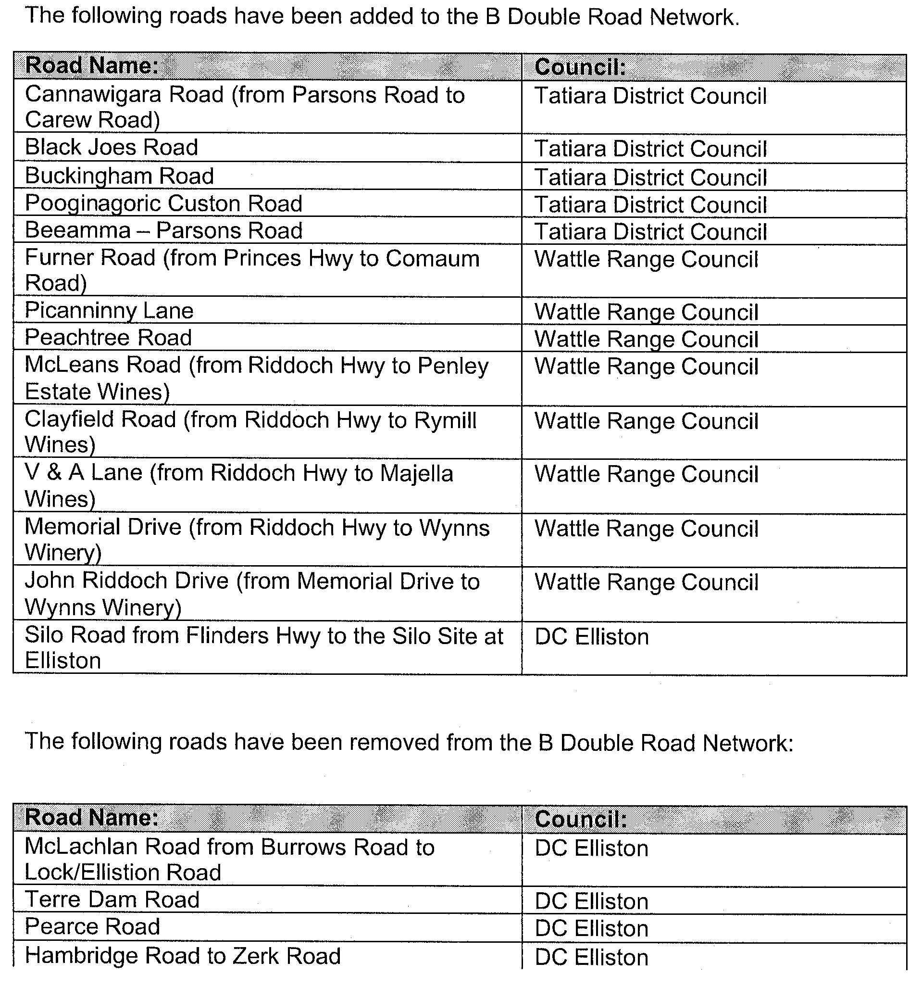 The following roads have been added to the B Double Road Network.
Road Name: Council:
Cannawigara Road (from Parsons Road to Tatiara District Council
Carew Road)
Black Joes Road Tatiara District Council
Buckingham Road Tatiara District Council
Pooginagoric Custon Road Tatiara District Council
Beeamma – Parsons Road Tatiara District Council
Furner Road (from Princes Hwy to Comaum Wattle Range Council
Road)
Picanninny Lane Wattle Range Council
Peachtree Road Wattle Range Council
McLeans Road (from Riddoch Hwy to Penley Wattle Range Council
Estate Wines)
Clayfield Road (from Riddoch Hwy to Rymill Wattle Range Council
Wines)
V & A Lane (from Riddoch Hwy to Majella Wattle Range Council
Wines)
Memorial Drive (from Riddoch Hwy to Wynns Wattle Range Council
Winery)
John Riddoch Drive (from Memorial Drive to Wattle Range Council
Wynns Winery)
Silo Road from Flinders Hwy to the Silo Site at DC Elliston
Elliston
The following roads have been removed from the B Double Road Network:
Road Name: Council:
McLachlan Road from Burrows Road to DC Elliston
Lock/Ellistion Road
Terre Dam Road DC Elliston
Pearce Road DC Elliston
Hambridge Road to Zerk Road DC Elliston